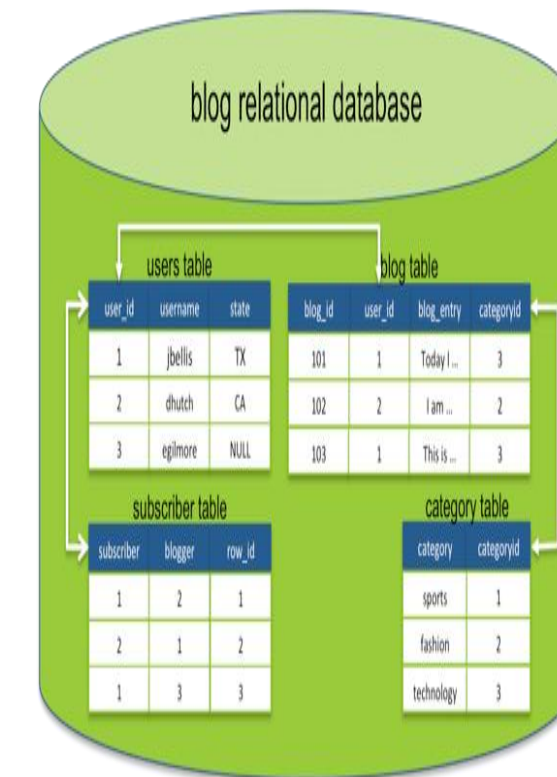 blog relational database
users table
user_id username state
1 jbellis TX
2 dhutch CA
3 egilmore NULL
blog table
blog_id user_id blog_entry categoryid
101 1 Today I ... 3
102 2 I am ... 2
103 1 This is ... 3
subscriber table
subscriber blogger row_id
1 2 1
2 1 2
1 3 3
category table
category categoryid
sports 1
fashion 2
technology 3